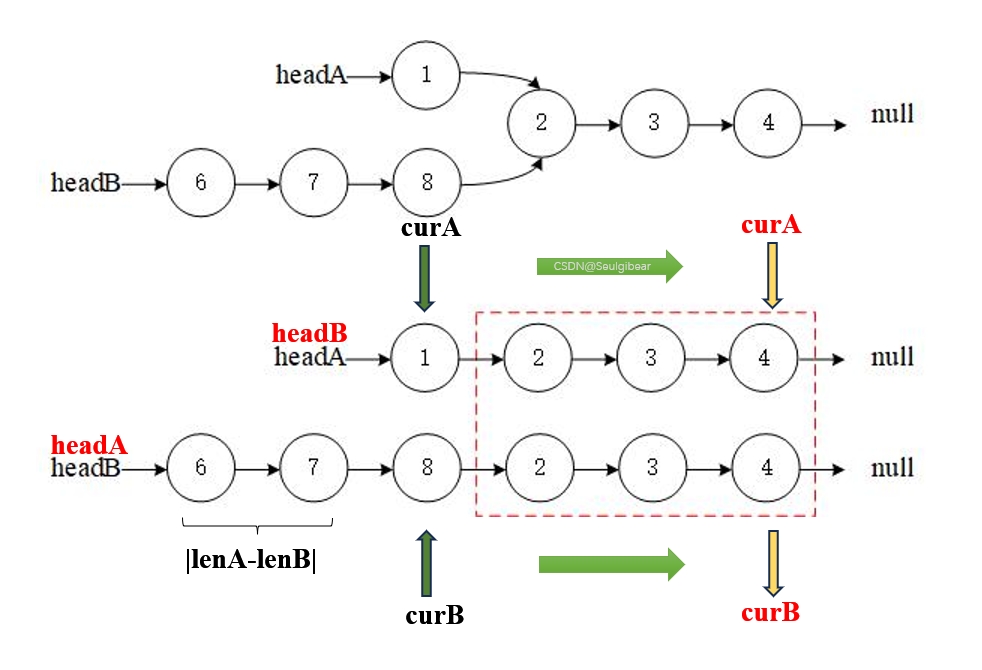 headA 1
2 3 4 null
headB 6 7 8
curA curA
CSDN@Seulgibear
headB
headA 1 2 3 4 null
headA
headB 6 7 8 2 3 4 null
|lenA-lenB|
curB curB